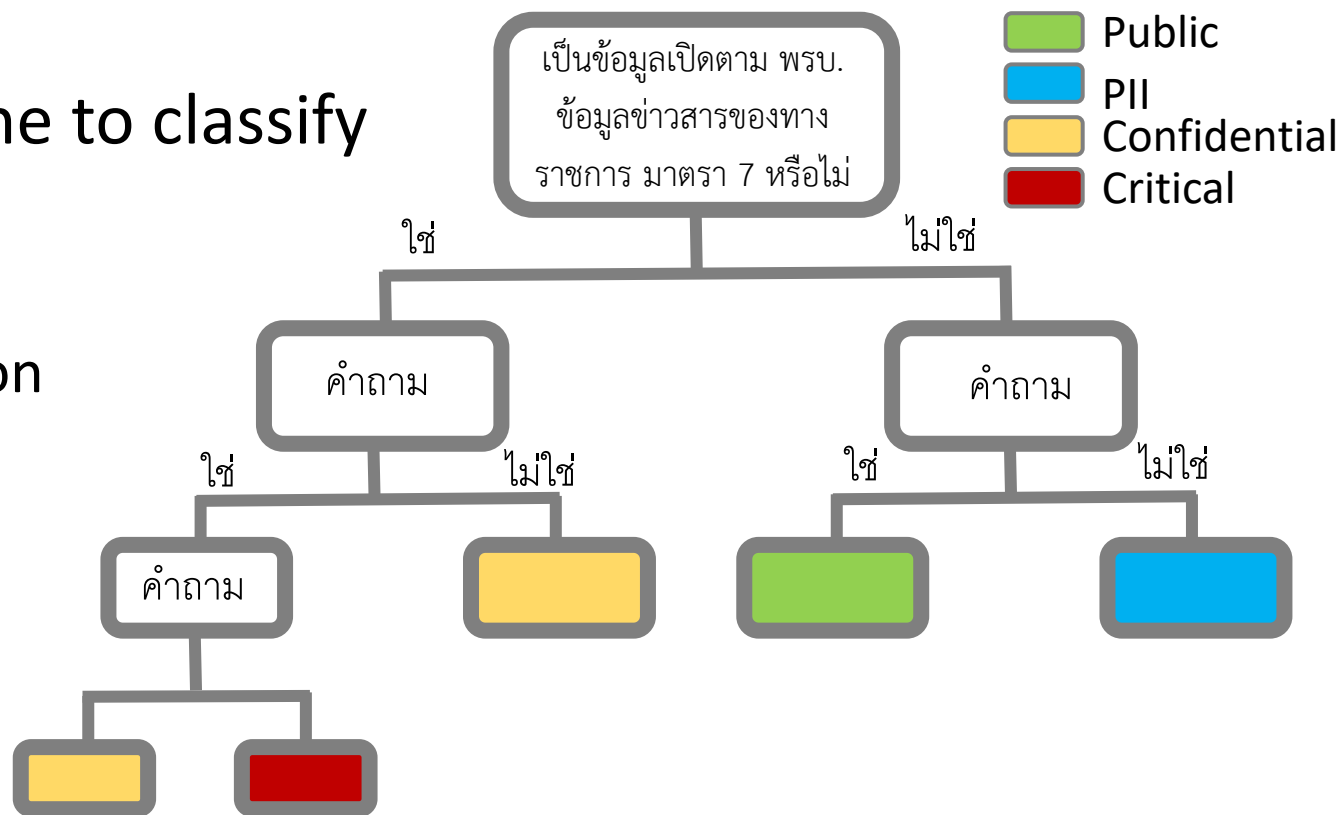 ne to classify
on
เป็นข้อมูลเปิดตาม พรบ.
ข้อมูลข่าวสารของทาง
ราชการ มาตรา 7 หรือไม่
Public
PII
Confidential
Critical
ใช่
ไม่ใช่
คำถาม
คำถาม
ใช่
ไม่ใช่
ใช่
ไม่ใช่
คำถาม